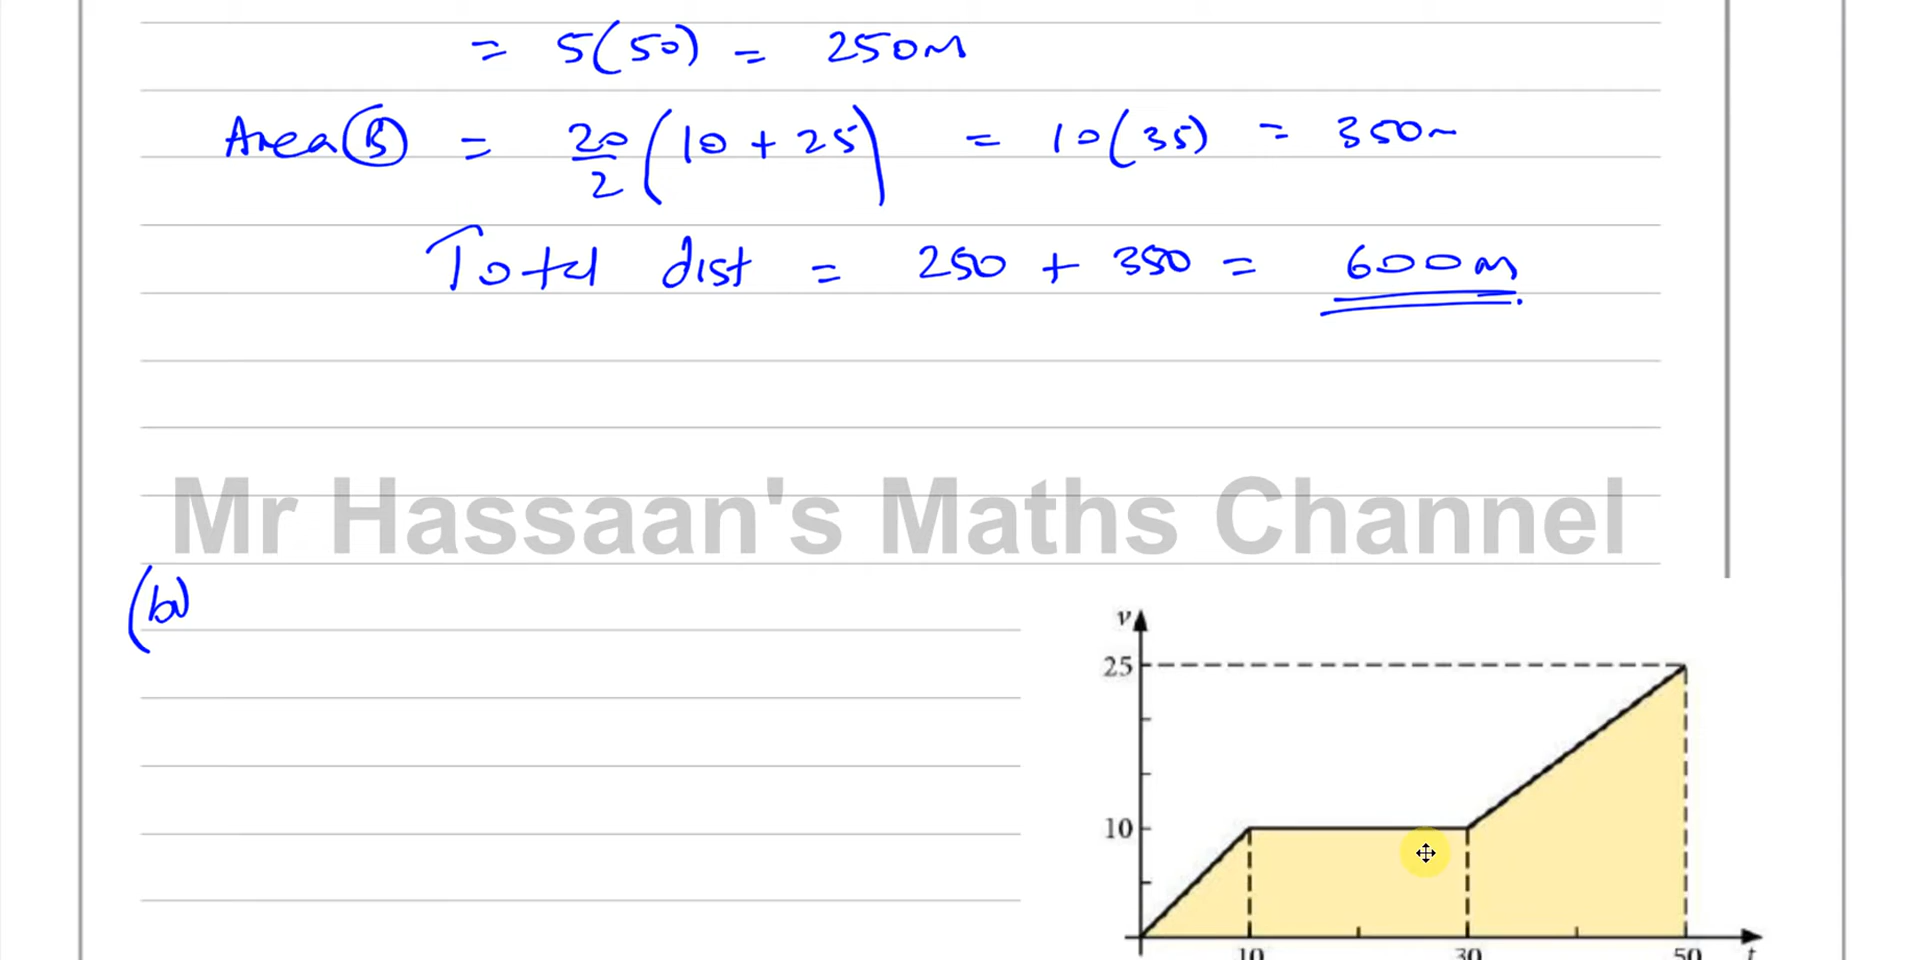 = 5(50) = 250m
Area (B) = 20/2 (10 + 25) = 10(35) = 350m
Total dist = 250 + 350 = 600m
Mr Hassaan's Maths Channel
(b)
v
25
10
10 30 50 t